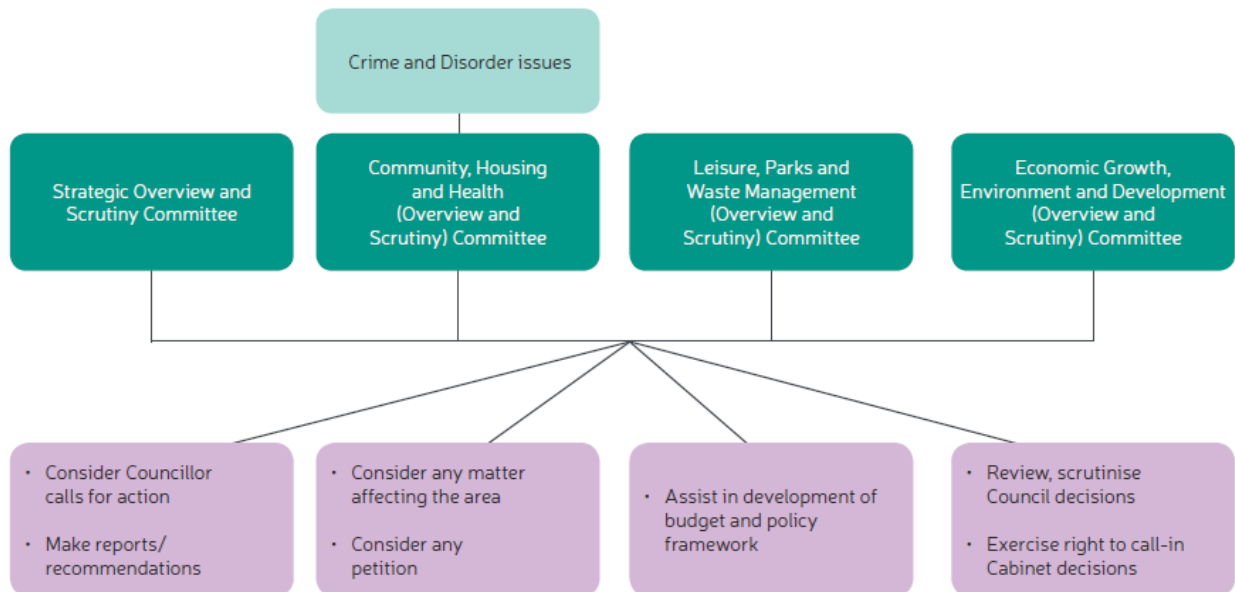 Crime and Disorder issues
Strategic Overview and
Scrutiny Committee
Community, Housing
and Health
(Overview and
Scrutiny) Committee
Leisure, Parks and
Waste Management
(Overview and
Scrutiny) Committee
Economic Growth,
Environment and Development
(Overview and
Scrutiny) Committee
• Consider Councillor
calls for action
• Make reports/
recommendations
• Consider any matter
affecting the area
• Consider any
petition
• Assist in development of
budget and policy
framework
• Review, scrutinise
Council decisions
• Exercise right to call-in
Cabinet decisions